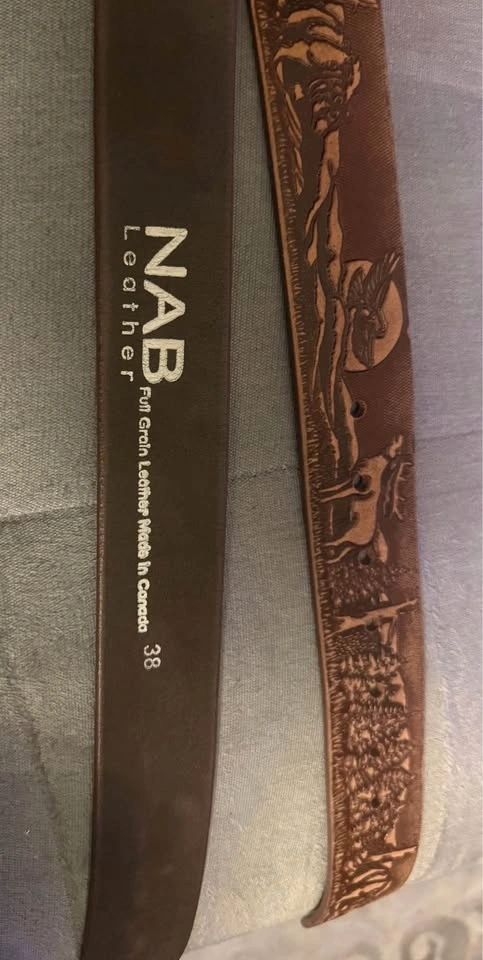 NAB
Leather
Full Grain Leather Made in Canada 38